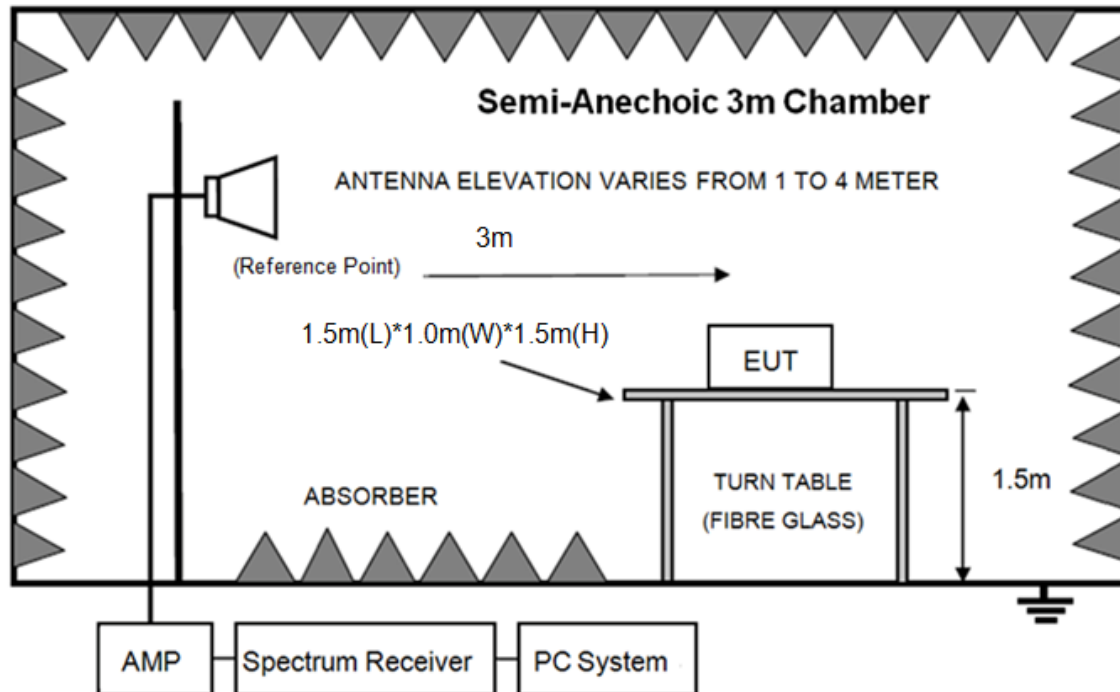 Semi-Anechoic 3m Chamber
ANTENNA ELEVATION VARIES FROM 1 TO 4 METER
3m
(Reference Point)
1.5m(L)*1.0m(W)*1.5m(H)
EUT
ABSORBER
TURN TABLE
(FIBRE GLASS)
1.5m
AMP
Spectrum Receiver
PC System